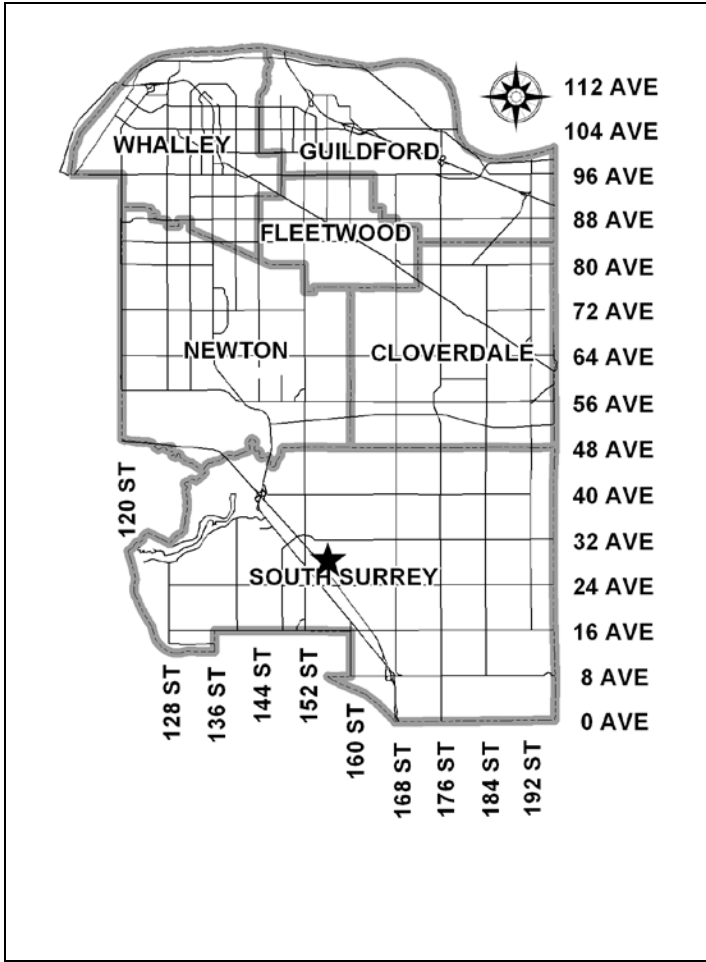 112 AVE
104 AVE
WHALLEY
GUILDFORD
96 AVE
88 AVE
FLEETWOOD
80 AVE
72 AVE
NEWTON
CLOVERDALE
64 AVE
56 AVE
48 AVE
120 ST
40 AVE
32 AVE
SOUTH SURREY
24 AVE
16 AVE
8 AVE
0 AVE
128 ST
136 ST
144 ST
152 ST
160 ST
168 ST
176 ST
184 ST
192 ST